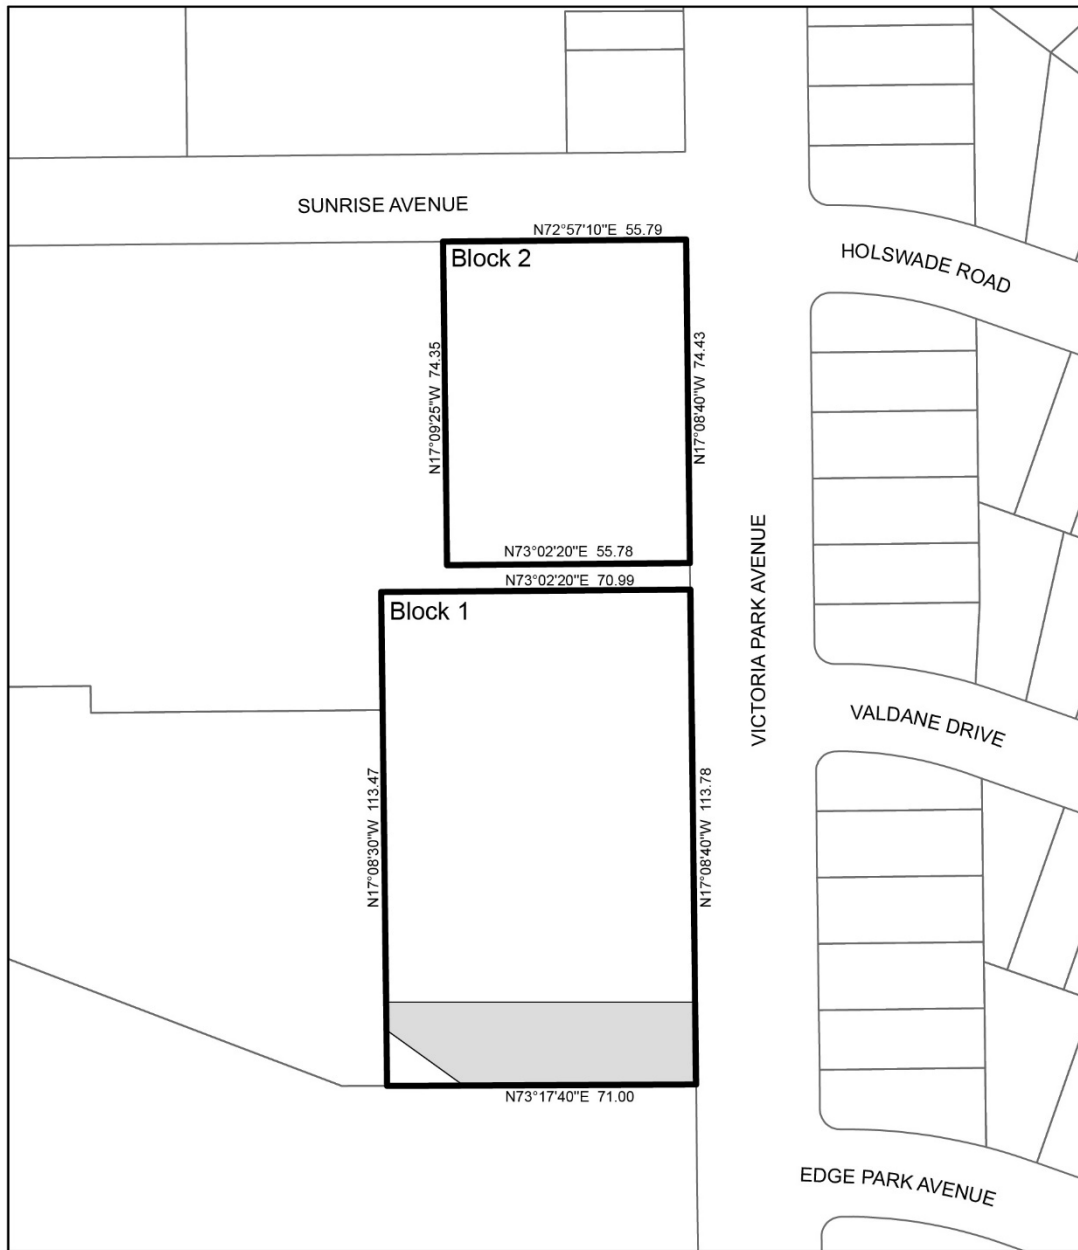 SUNRISE AVENUE
N72°57'10"E 55.79
Block 2
HOLSWADE ROAD
N17°09'25"W 74.35
N17°08'40"W 74.43
N73°02'20"E 55.78
N73°02'20"E 70.99
Block 1
VICTORIA PARK AVENUE
VALDANE DRIVE
N17°08'30"W 113.47
N17°08'40"W 113.78
N73°17'40"E 71.00
EDGE PARK AVENUE